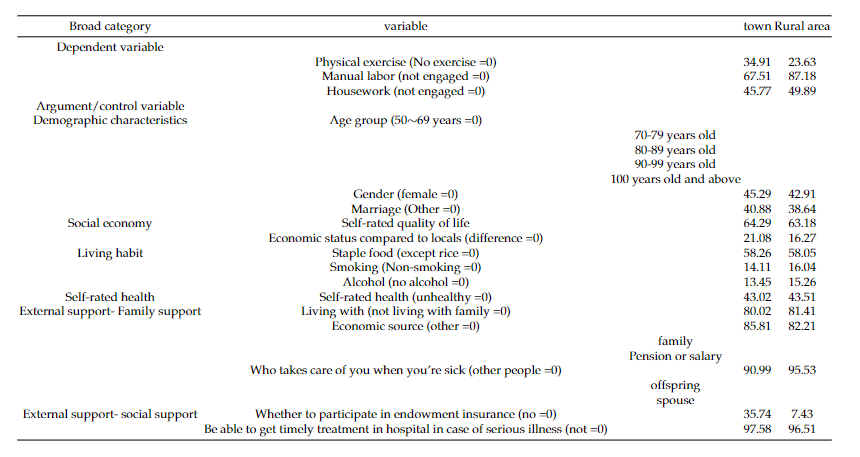 Broad category variable town Rural area
Dependent variable
Physical exercise (No exercise =0) 34.91 23.63
Manual labor (not engaged =0) 67.51 87.18
Housework (not engaged =0) 45.77 49.89
Argument/control variable
Demographic characteristics Age group (50∼69 years =0)
70-79 years old
80-89 years old
90-99 years old
100 years old and above
Gender (female =0) 45.29 42.91
Marriage (Other =0) 40.88 38.64
Social economy Self-rated quality of life 64.29 63.18
Economic status compared to locals (difference =0) 21.08 16.27
Living habit Staple food (except rice =0) 58.26 58.05
Smoking (Non-smoking =0) 14.11 16.04
Alcohol (no alcohol =0) 13.45 15.26
Self-rated health Self-rated health (unhealthy =0) 43.02 43.51
External support- Family support Living with (not living with family =0) 80.02 81.41
Economic source (other =0) 85.81 82.21
family
Pension or salary
Who takes care of you when you're sick (other people =0) 90.99 95.53
offspring
spouse
External support- social support Whether to participate in endowment insurance (no =0) 35.74 7.43
Be able to get timely treatment in hospital in case of serious illness (not =0) 97.58 96.51